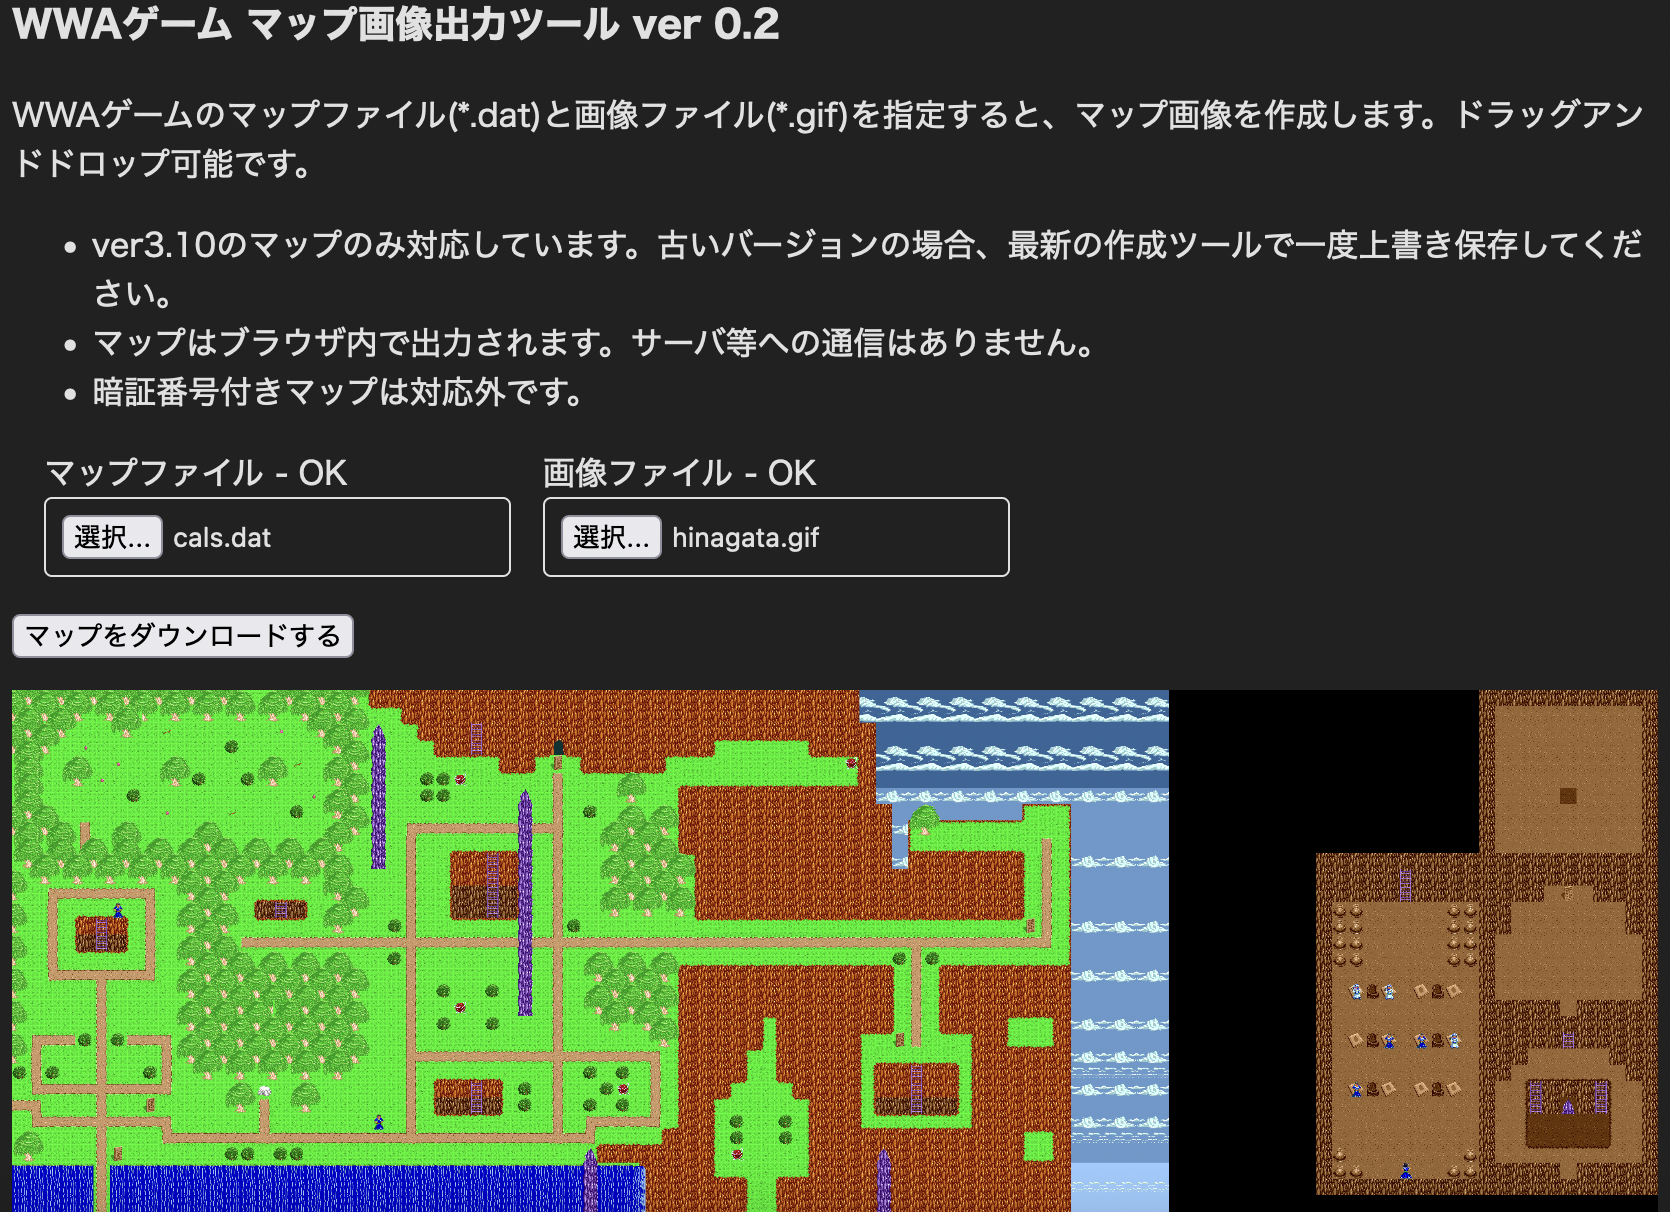 WWAゲーム マップ画像出力ツール ver 0.2
WWAゲームのマップファイル(*.dat)と画像ファイル(*.gif)を指定すると、マップ画像を作成します。ドラッグアン
ドドロップ可能です。
• ver3.10のマップのみ対応しています。古いバージョンの場合、最新の作成ツールで一度上書き保存してくだ
さい。
• マップはブラウザ内で出力されます。サーバ等への通信はありません。
• 暗証番号付きマップは対応外です。
マップファイル - OK
選択... cals.dat
画像ファイル - OK
選択... hinagata.gif
マップをダウンロードする